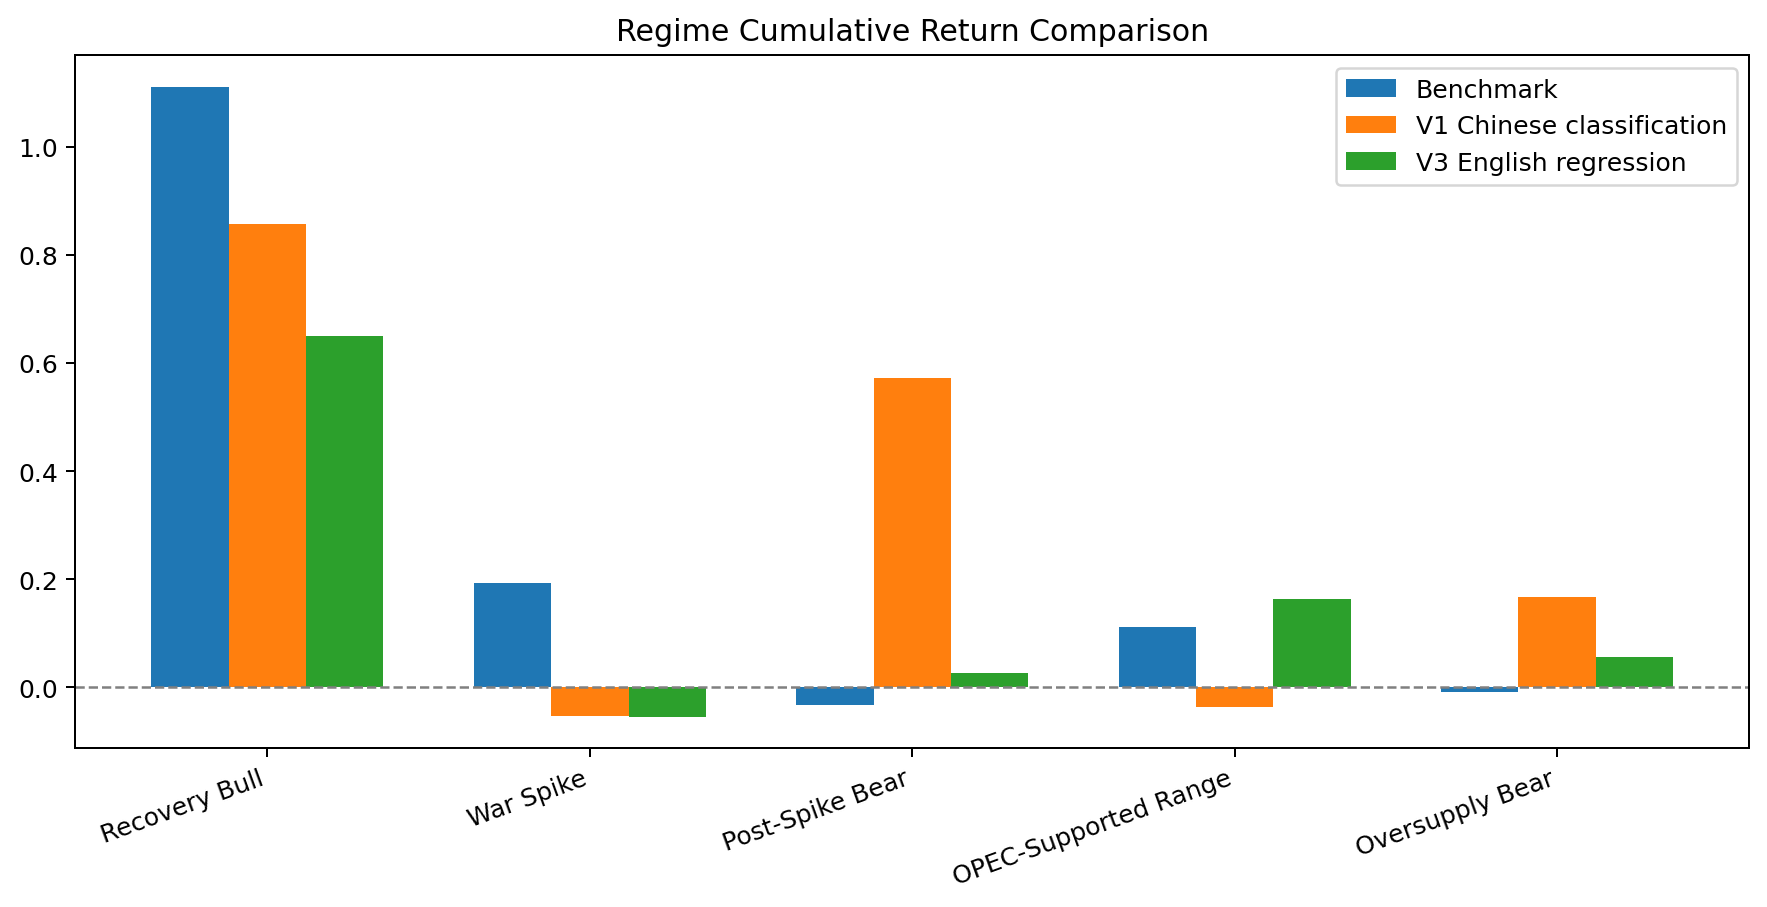 Regime Cumulative Return Comparison
Benchmark
V1 Chinese classification
V3 English regression
1.0
0.8
0.6
0.4
0.2
0.0
Recovery Bull
War Spike
Post-Spike Bear
OPEC-Supported Range
Oversupply Bear